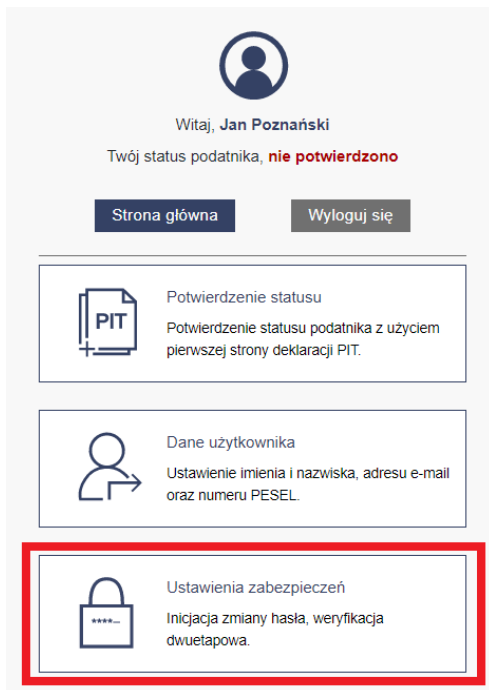 Witaj, Jan Poznański
Twój status podatnika, nie potwierdzono
Strona główna
Wyloguj się
PIT
Potwierdzenie statusu
Potwierdzenie statusu podatnika z użyciem
pierwszej strony deklaracji PIT.
Dane użytkownika
Ustawienie imienia i nazwiska, adresu e-mail
oraz numeru PESEL.
****_
Ustawienia zabezpieczeń
Inicjacja zmiany hasła, weryfikacja
dwuetapowa.